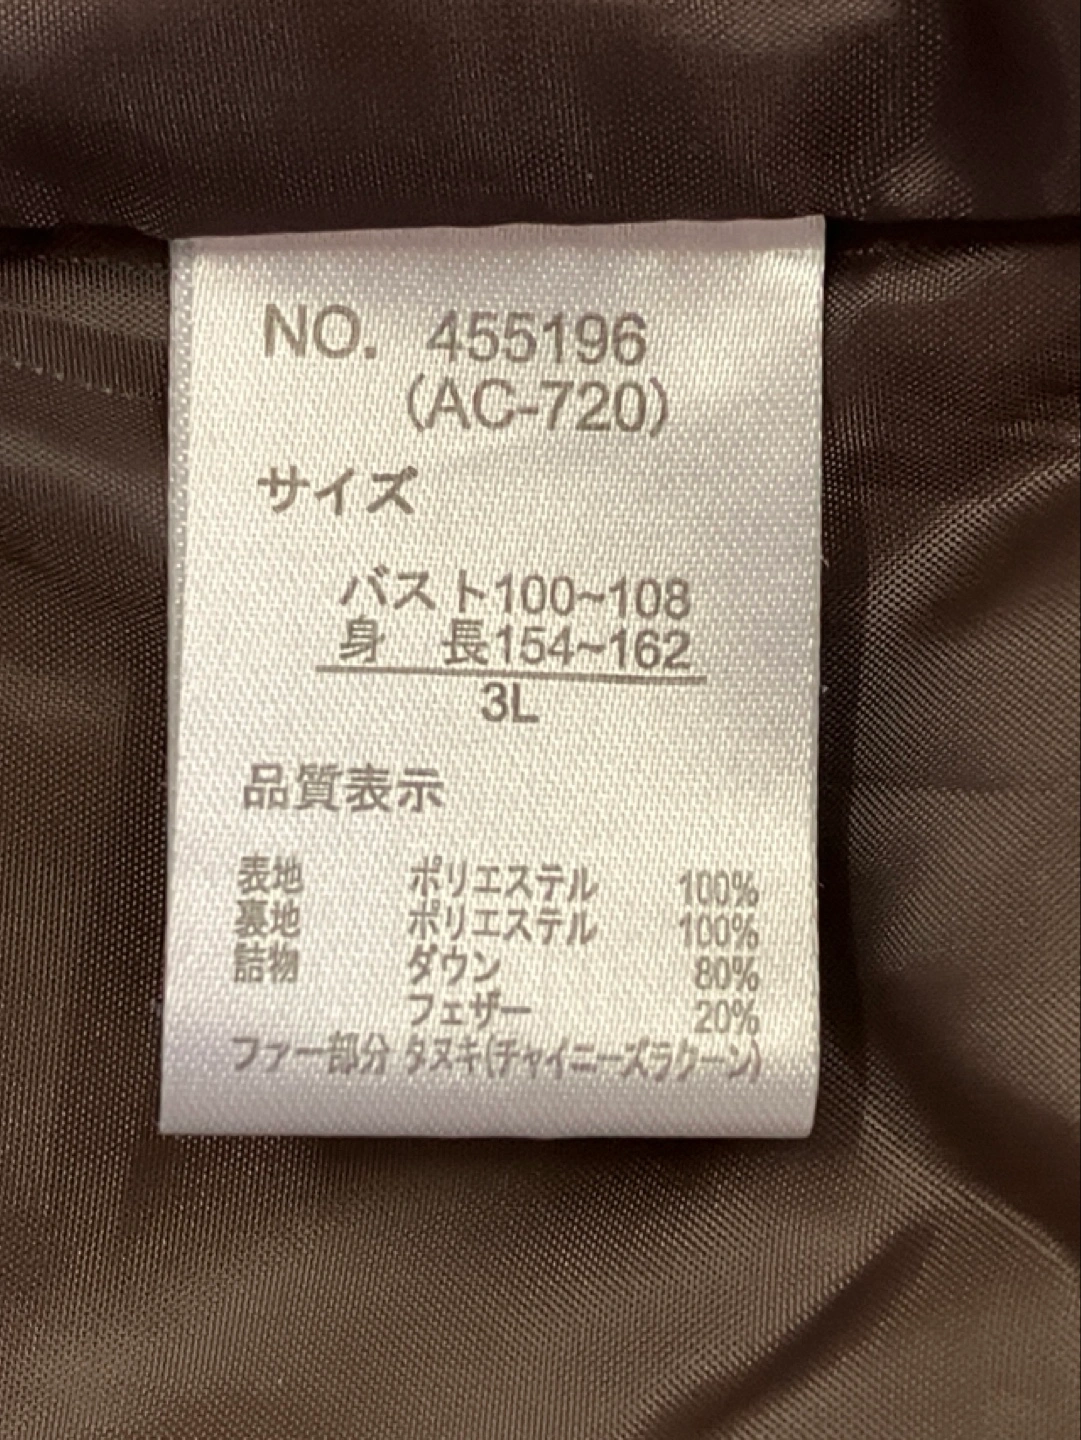 NO. 455196
(AC-720)
サイズ
バスト100~108
身 長154~162
3L
品質表示
表地 ポリエステル 100%
裏地 ポリエステル 100%
詰物 ダウン 80%
フェザー 20%
ファー部分 タヌキ(チャイニーズラクーン)